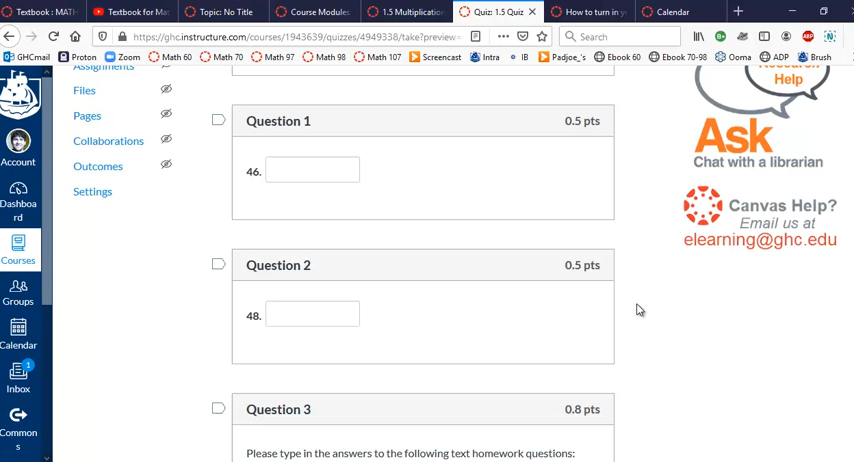 Textbook : MATH
Textbook for Mat
Topic: No Title
Course Modules
1.5 Multiplication
Quiz: 1.5 Quiz
How to turn in y
Calendar
https://ghc.instructure.com/courses/1943639/quizzes/4949338/take?preview=
Search
GHCmail
Proton
Zoom
Math 60
Math 70
Math 97
Math 98
Math 107
Screencast
Intra
IB
Padjoe_'s
Ebook 60
Ebook 70-98
Ooma
ADP
Brush
Account
Dashboa
rd
Courses
Groups
Calendar
1
Inbox
Common
s
Assignments
Files
Pages
Collaborations
Outcomes
Settings
Question 1
0.5 pts
46.
Question 2
0.5 pts
48.
Question 3
0.8 pts
Please type in the answers to the following text homework questions:
Research
Help
Ask
Chat with a librarian
Canvas Help?
Email us at
elearning@ghc.edu